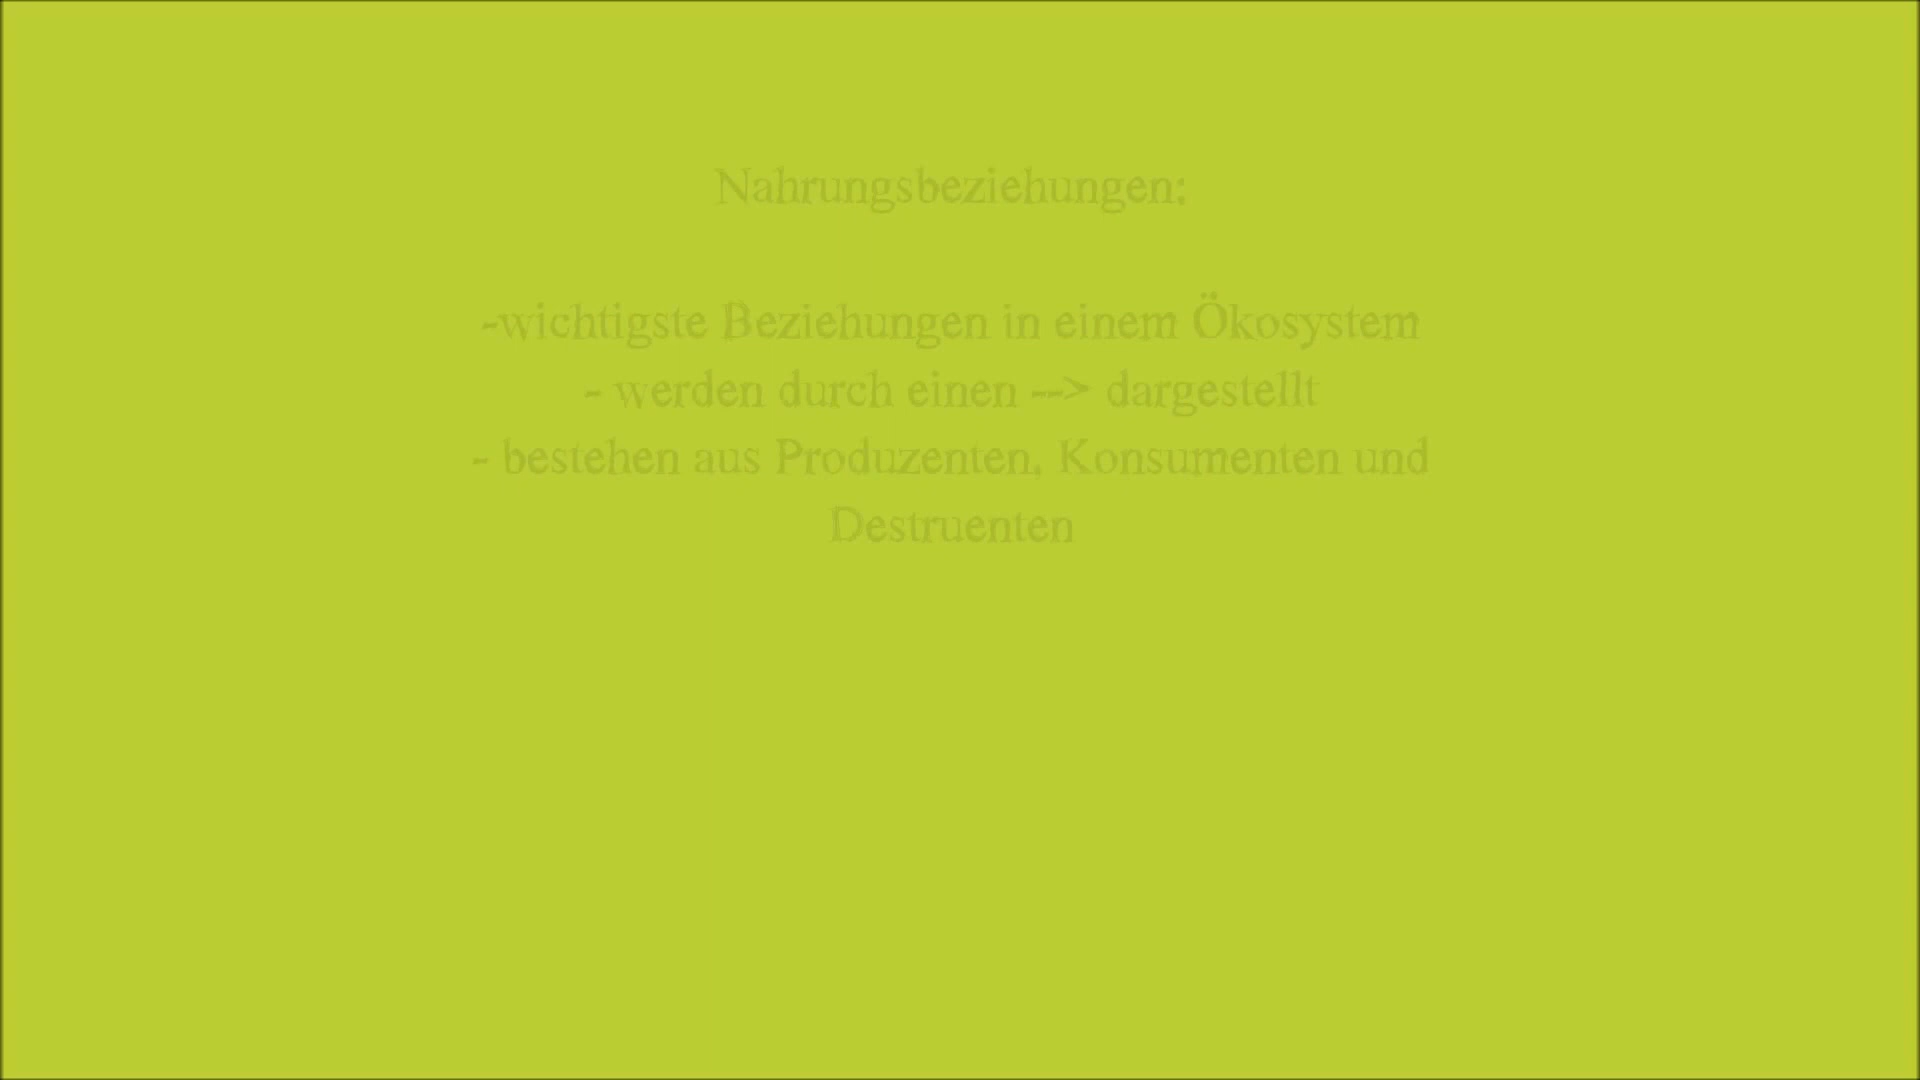 Nahrungsbeziehungen:
-wichtigste Beziehungen in einem Ökosystem
- werden durch einen --> dargestellt
- bestehen aus Produzenten, Konsumenten und
Destruenten